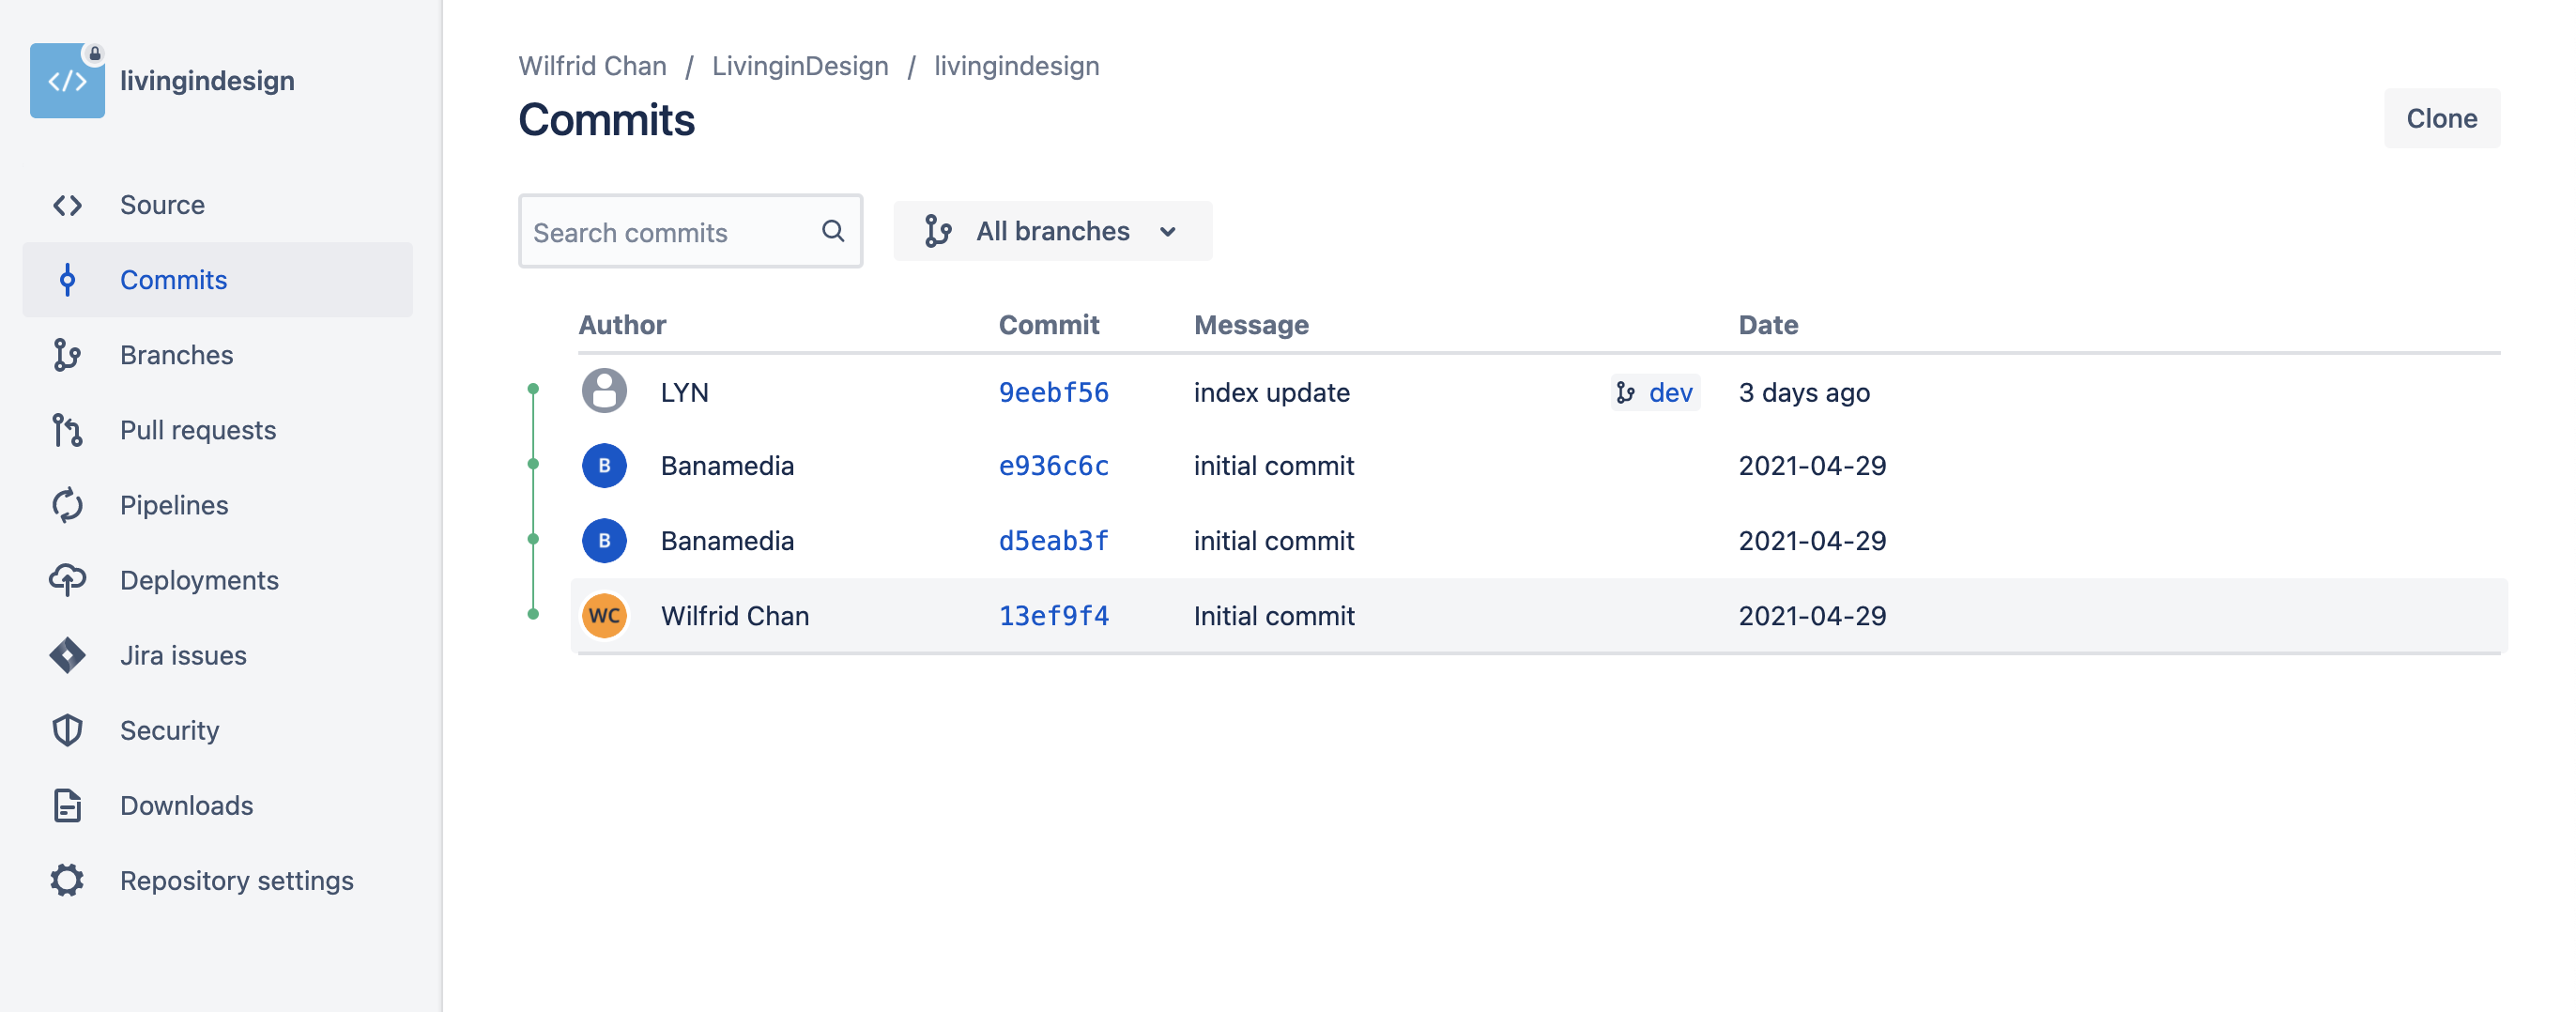 livingindesign
Source
Commits
Branches
Pull requests
Pipelines
Deployments
Jira issues
Security
Downloads
Repository settings
Wilfrid Chan / LivinginDesign / livingindesign
Commits
Clone
Search commits
All branches
Author Commit Message Date
LYN 9eebf56 index update dev 3 days ago
B Banamedia e936c6c initial commit 2021-04-29
B Banamedia d5eab3f initial commit 2021-04-29
WC Wilfrid Chan 13ef9f4 Initial commit 2021-04-29